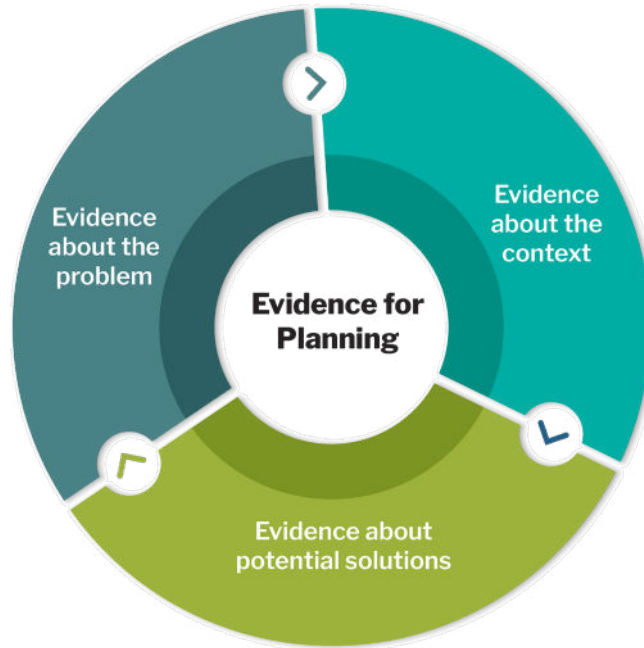 Evidence
about the
problem
Evidence
about the
context
Evidence for
Planning
Evidence about
potential solutions